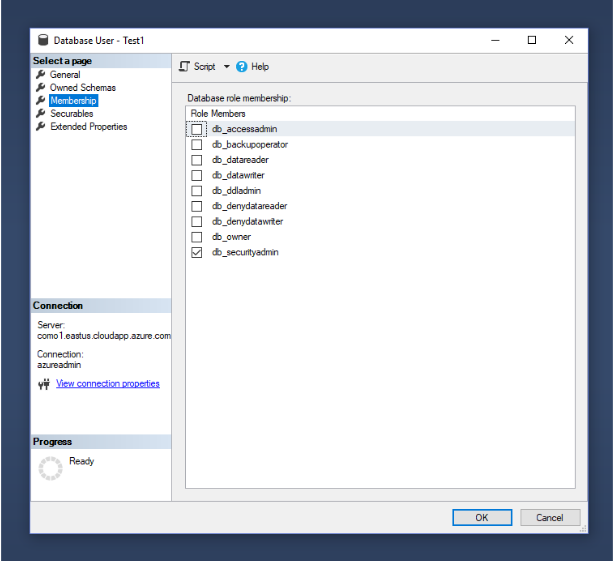 Database User - Test1
Select a page
General
Owned Schemas
Membership
Securables
Extended Properties
Script
Help
Database role membership:
Role Members
db_accessadmin
db_backupoperator
db_datareader
db_datawriter
db_ddladmin
db_denydatareader
db_denydatawriter
db_owner
db_securityadmin
Connection
Server:
como1.eastus.cloudapp.azure.com
Connection:
azureadmin
View connection properties
Progress
Ready
OK
Cancel